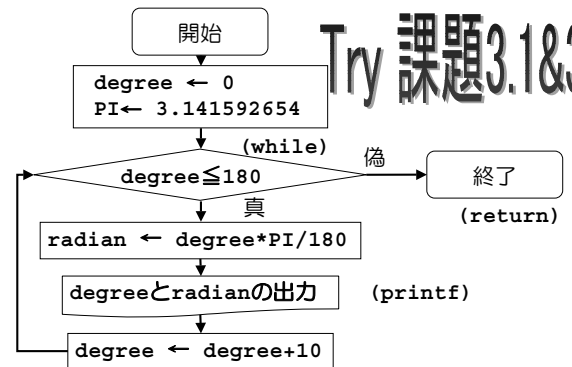 開始
Try 課題3.1&3
degree ← 0
PI← 3.141592654
(while)
degree≦180
偽
終了
(return)
真
radian ← degree*PI/180
degreeとradianの出力
(printf)
degree ← degree+10